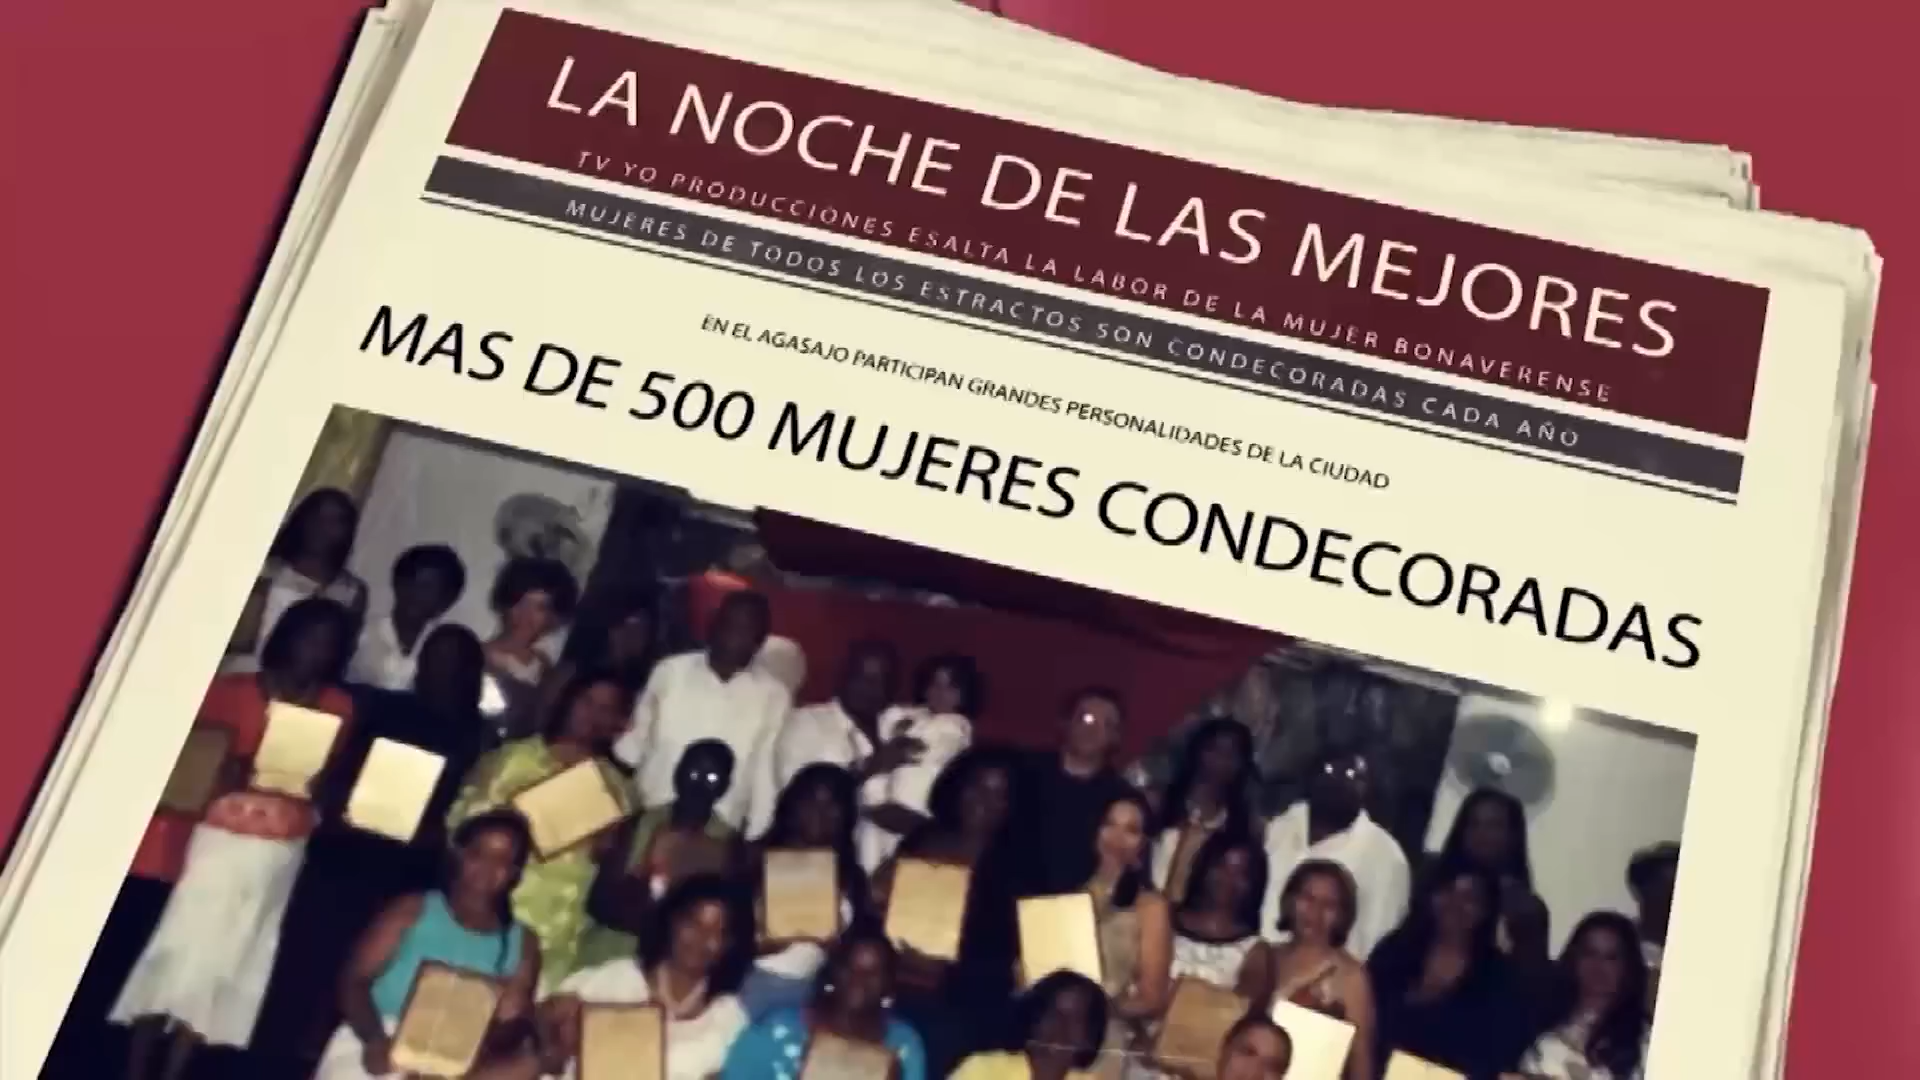 LA NOCHE DE LAS MEJORES
TV YO PRODUCCIONES ESALTA LA LABOR DE LA MUJER BONAVERENSE
MUJERES DE TODOS LOS ESTRACTOS SON CONDECORADAS CADA AÑO
EN EL AGASAJO PARTICIPAN GRANDES PERSONALIDADES DE LA CIUDAD
MAS DE 500 MUJERES CONDECORADAS